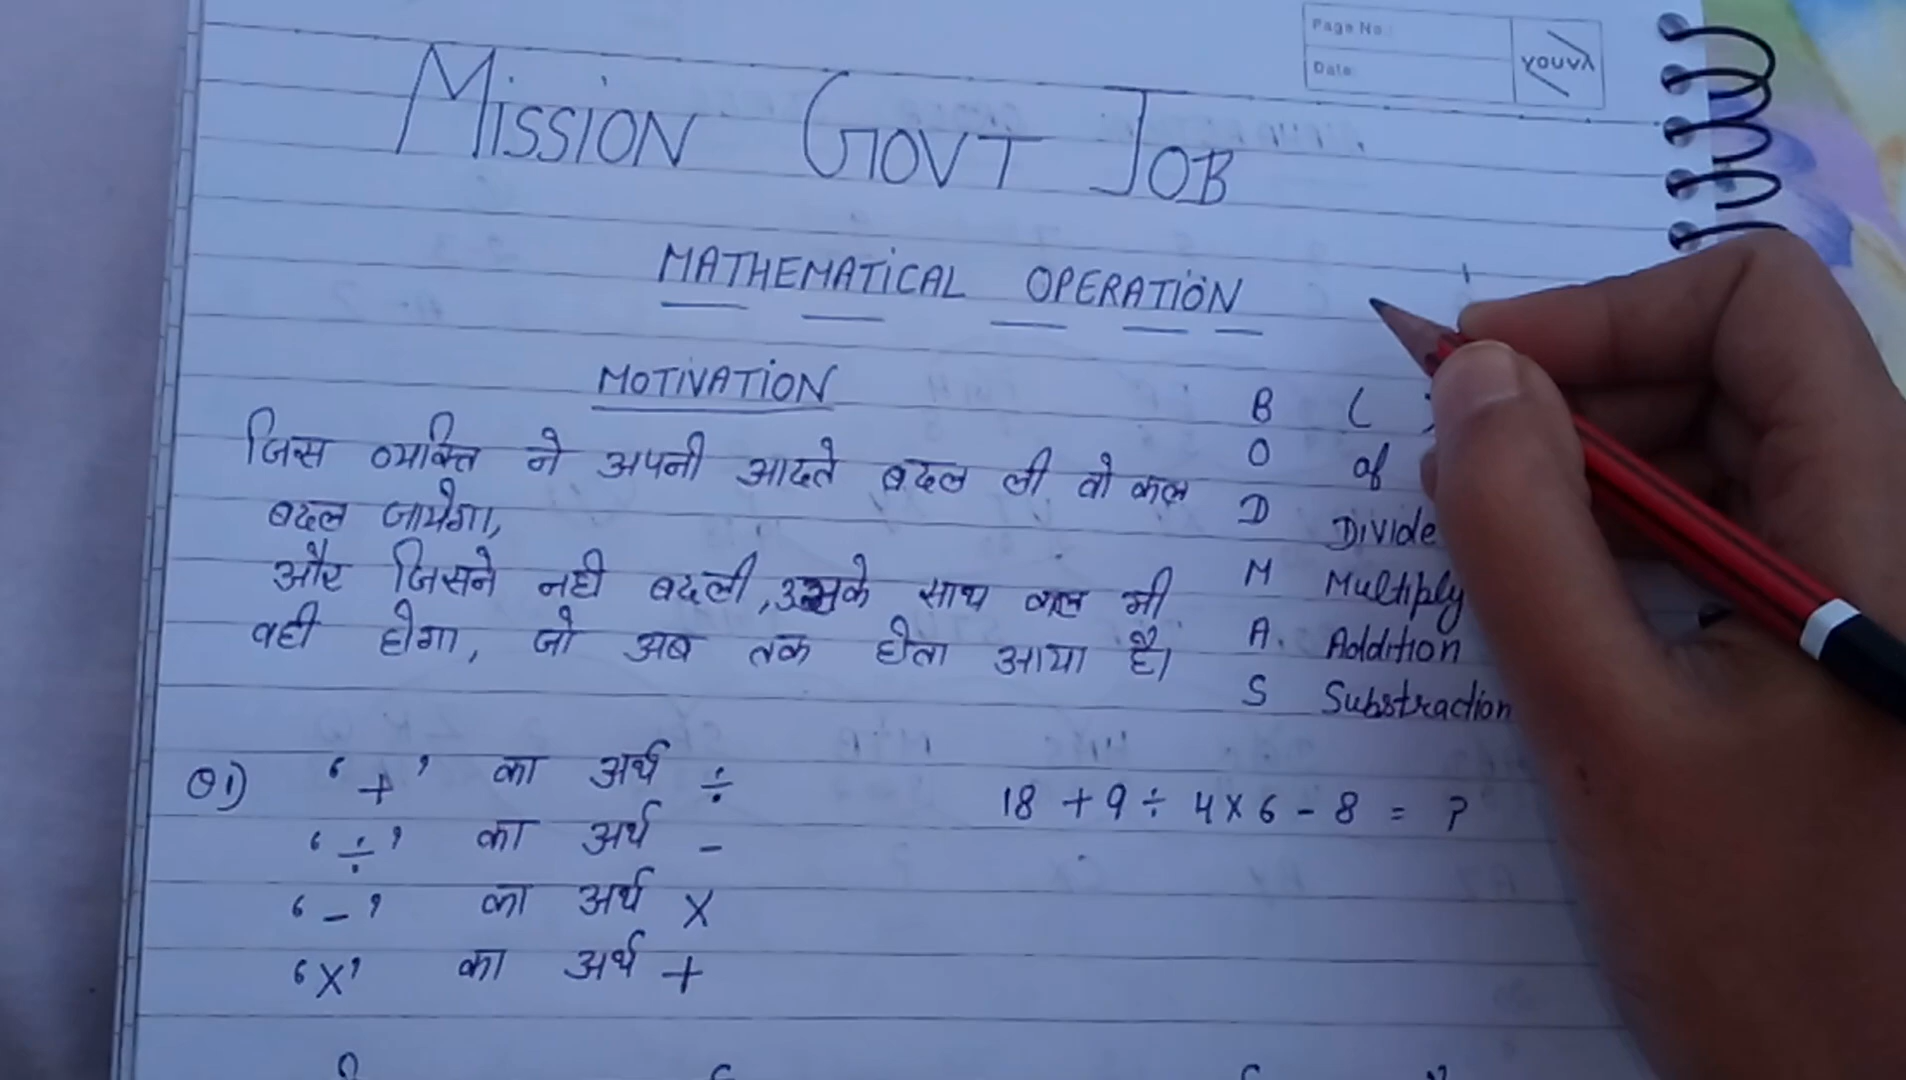 Page No.:
Date:
YOUVA
MISSION GOVT JOB
MATHEMATICAL OPERATION
MOTIVATION
जिस व्यक्ति ने अपनी आदते बदल ली वो कल
बदल जायेगा,
और जिसने नही बदली, उसके साथ कल भी
वही होगा, जो अब तक होता आया है।
B (
O of
D Divide
M Multiply
A. Addition
S Substraction
Q1) '+' का अर्थ ÷
'÷' का अर्थ -
'-' का अर्थ ×
'×' का अर्थ +
18 + 9 ÷ 4 × 6 - 8 = ?